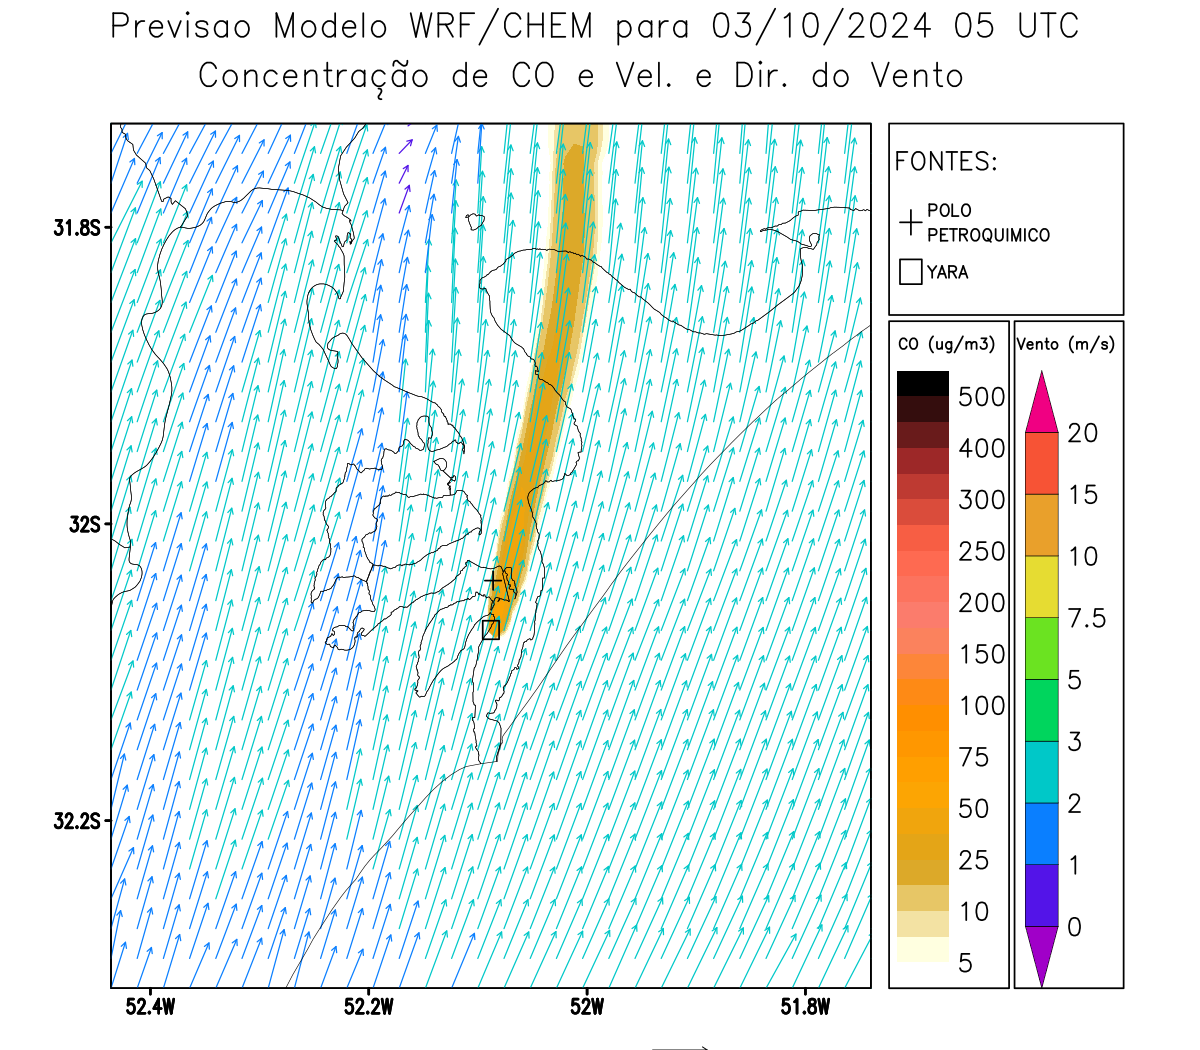 Previsao Modelo WRF/CHEM para 03/10/2024 05 UTC
Concentração de CO e Vel. e Dir. do Vento
FONTES:
POLO
PETROQUIMICO
YARA
CO (ug/m3)
500
400
300
250
200
150
100
75
50
25
10
5
Vento (m/s)
20
15
10
7.5
5
3
2
1
0
31.8S
32S
32.2S
52.4W
52.2W
52W
51.8W